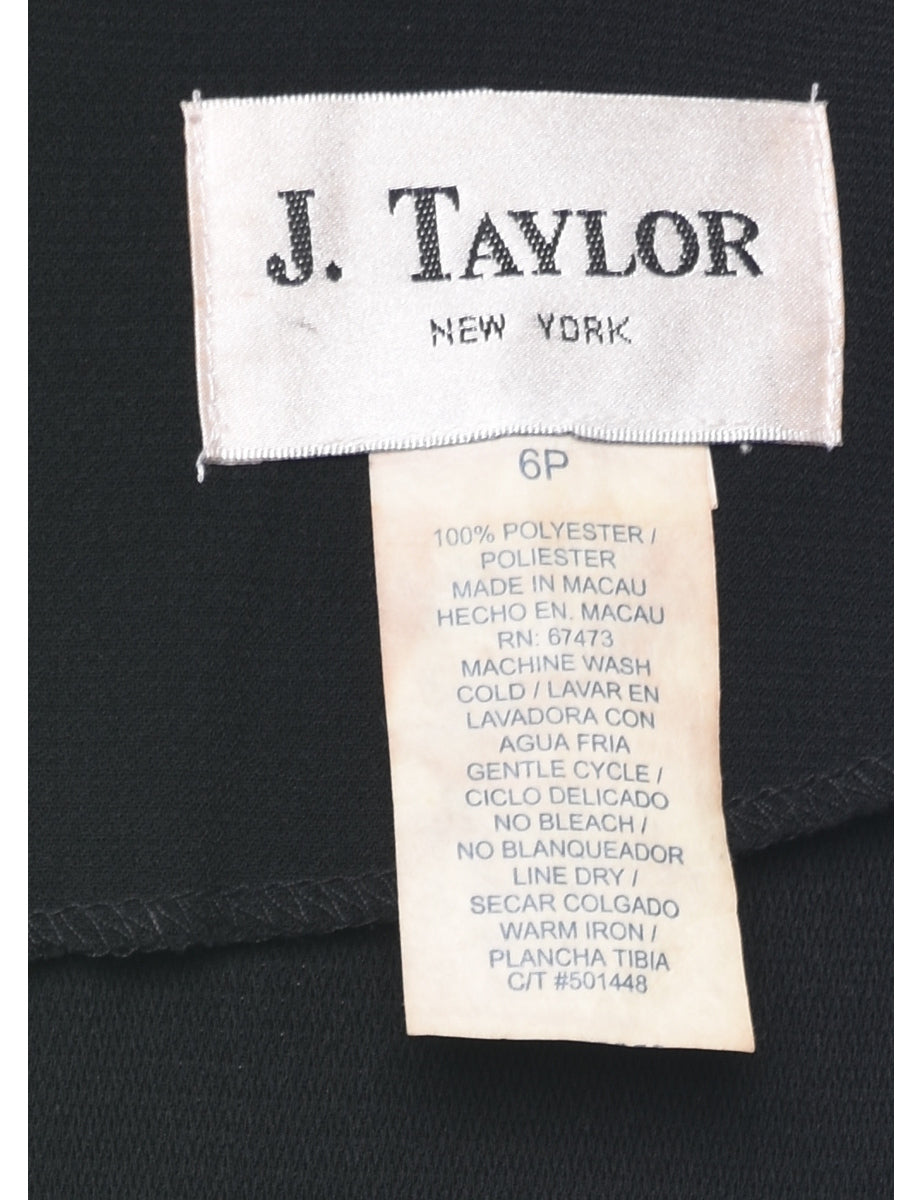 J. TAYLOR
NEW YORK
6P
100% POLYESTER /
POLIESTER
MADE IN MACAU
HECHO EN. MACAU
RN: 67473
MACHINE WASH
COLD / LAVAR EN
LAVADORA CON
AGUA FRIA
GENTLE CYCLE /
CICLO DELICADO
NO BLEACH /
NO BLANQUEADOR
LINE DRY /
SECAR COLGADO
WARM IRON /
PLANCHA TIBIA
C/T #501448